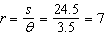 r = s/θ = 24.5/3.5 = 7